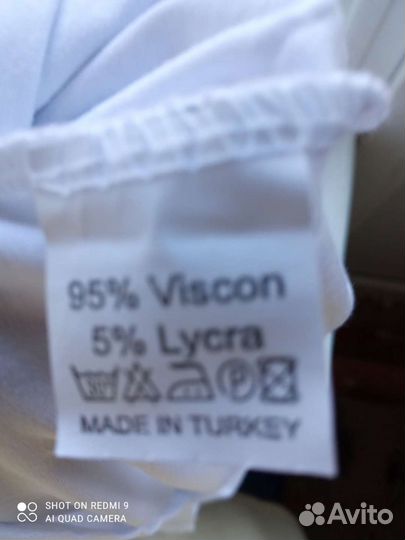 95% Viscon
5% Lycra
P
MADE IN TURKEY
SHOT ON REDMI 9
AI QUAD CAMERA
Avito